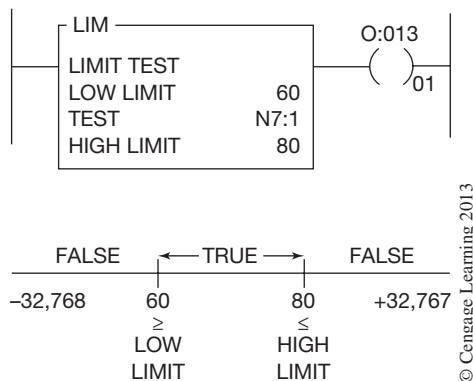 LIM
O:013
LIMIT TEST
LOW LIMIT 60
01
TEST N7:1
HIGH LIMIT 80
FALSE TRUE FALSE
–32,768 60 80 +32,767
≥ ≤
LOW HIGH
LIMIT LIMIT
© Cengage Learning 2013